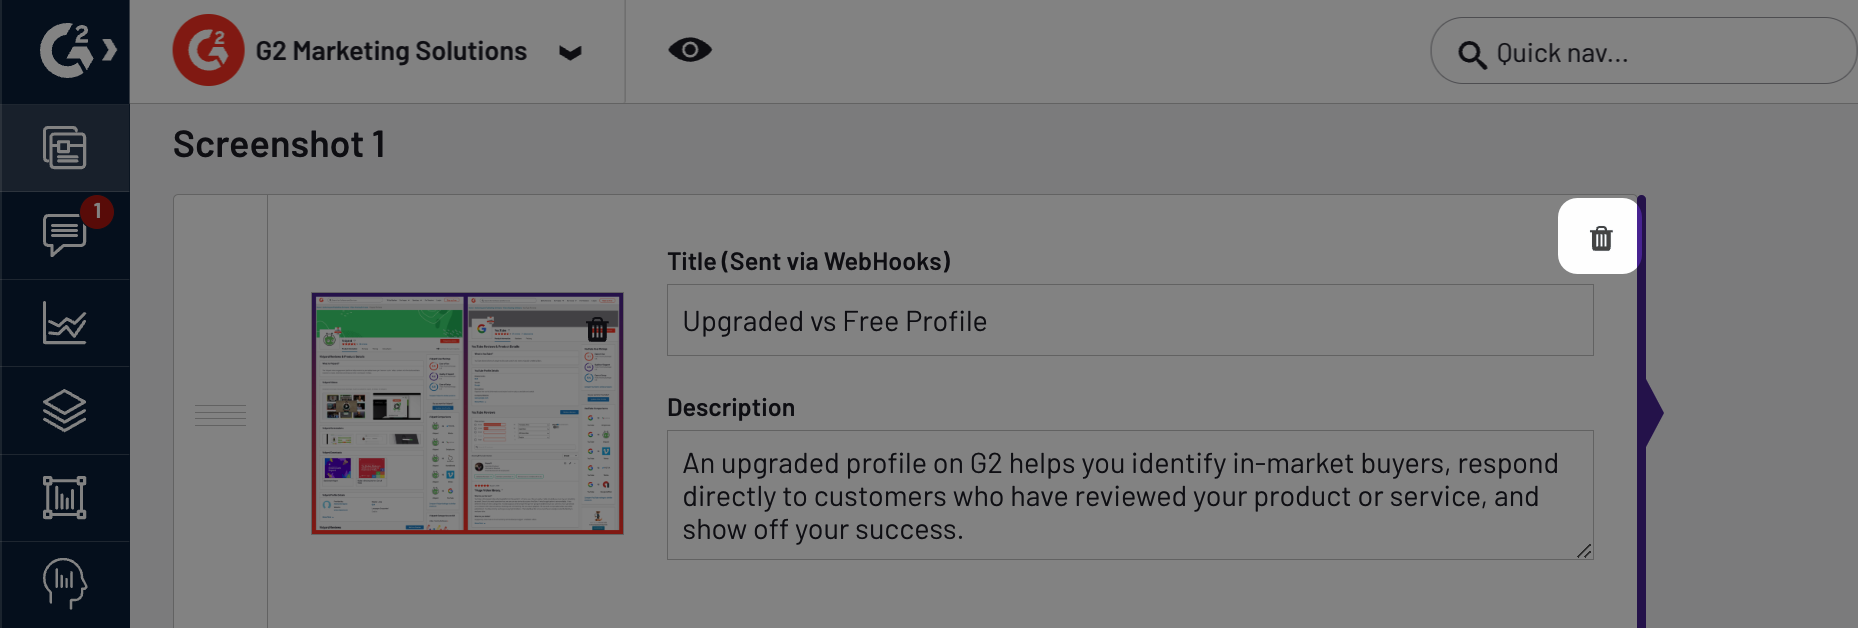 G2 Marketing Solutions
Quick nav...
Screenshot 1
1
Title (Sent via WebHooks)
Upgraded vs Free Profile
Description
An upgraded profile on G2 helps you identify in-market buyers, respond
directly to customers who have reviewed your product or service, and
show off your success.